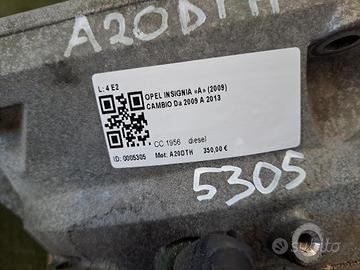 A20DTH
L: 4 E2
OPEL INSIGNIA «A» (2009)
CAMBIO Da 2009 A 2013
CC 1956 diesel
ID: 0005305 Mot. A20DTH 350,00 €
5305
subito